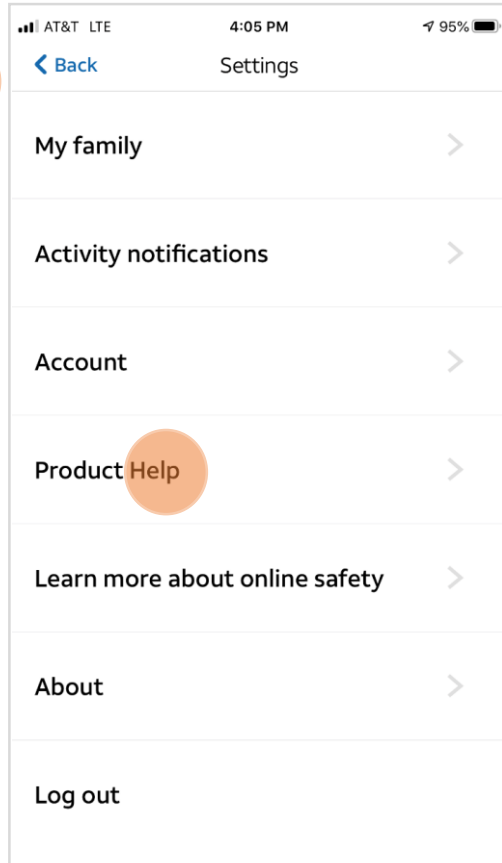 AT&T LTE 4:05 PM 95%
Back Settings
My family
Activity notifications
Account
Product Help
Learn more about online safety
About
Log out